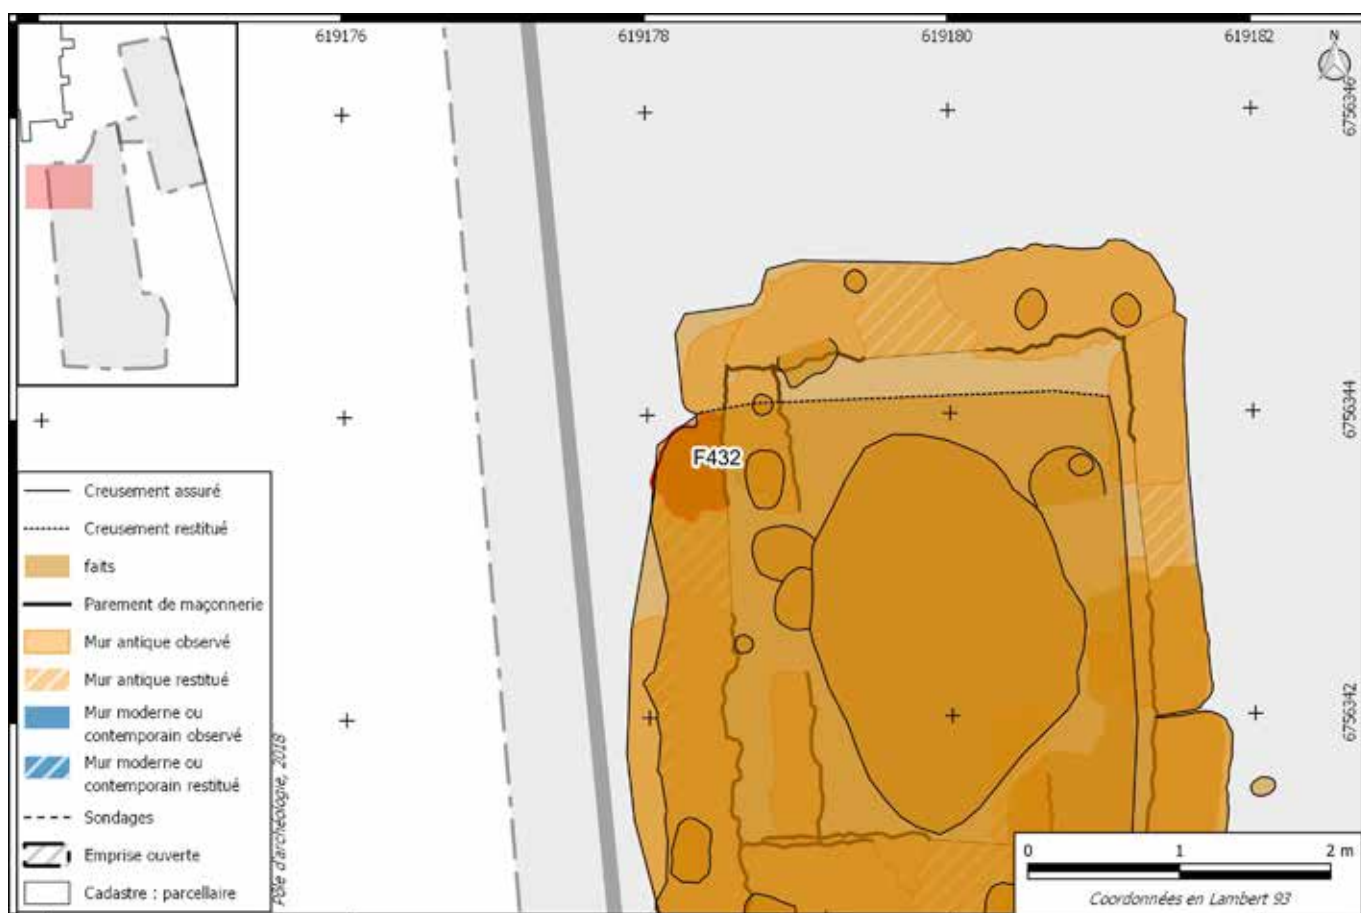 619176
619178
619180
619182
N
6756346
6756344
6756342
F432
Creusement assuré
Creusement restitué
faits
Parement de maçonnerie
Mur antique observé
Mur antique restitué
Mur moderne ou
contemporain observé
Mur moderne ou
contemporain restitué
Sondages
Emprise ouverte
Cadastre : parcellaire
Pôle d'archéologie, 2018
0 1 2 m
Coordonnées en Lambert 93